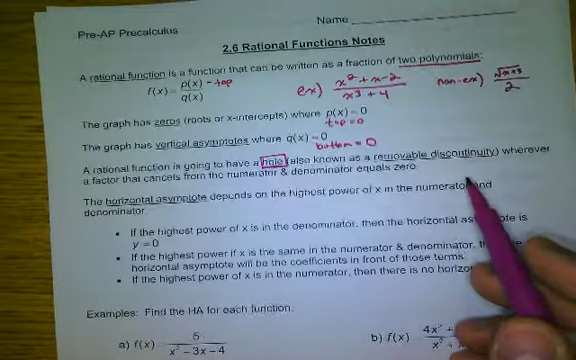 Pre-AP Precalculus
Name
2.6 Rational Functions Notes
A rational function is a function that can be written as a fraction of two polynomials:
f(x) = p(x)/q(x) - top
ex) (x² + x - 2)/(x³ + 4)
non-ex) √(x+3)/2
The graph has zeros (roots or x-intercepts) where p(x) = 0
top = 0
The graph has vertical asymptotes where q(x) = 0
bottom = 0
A rational function is going to have a hole (also known as a removable discontinuity) wherever
a factor that cancels from the numerator & denominator equals zero.
The horizontal asymptote depends on the highest power of x in the numerator and
denominator.
• If the highest power of x is in the denominator, then the horizontal asymptote is
y = 0
• If the highest power if x is the same in the numerator & denominator,
horizontal asymptote will be the coefficients in front of those terms
• If the highest power of x is in the numerator, then there is no
Examples: Find the HA for each function.
a) f(x) = 5/(x² - 3x - 4)
b) f(x)